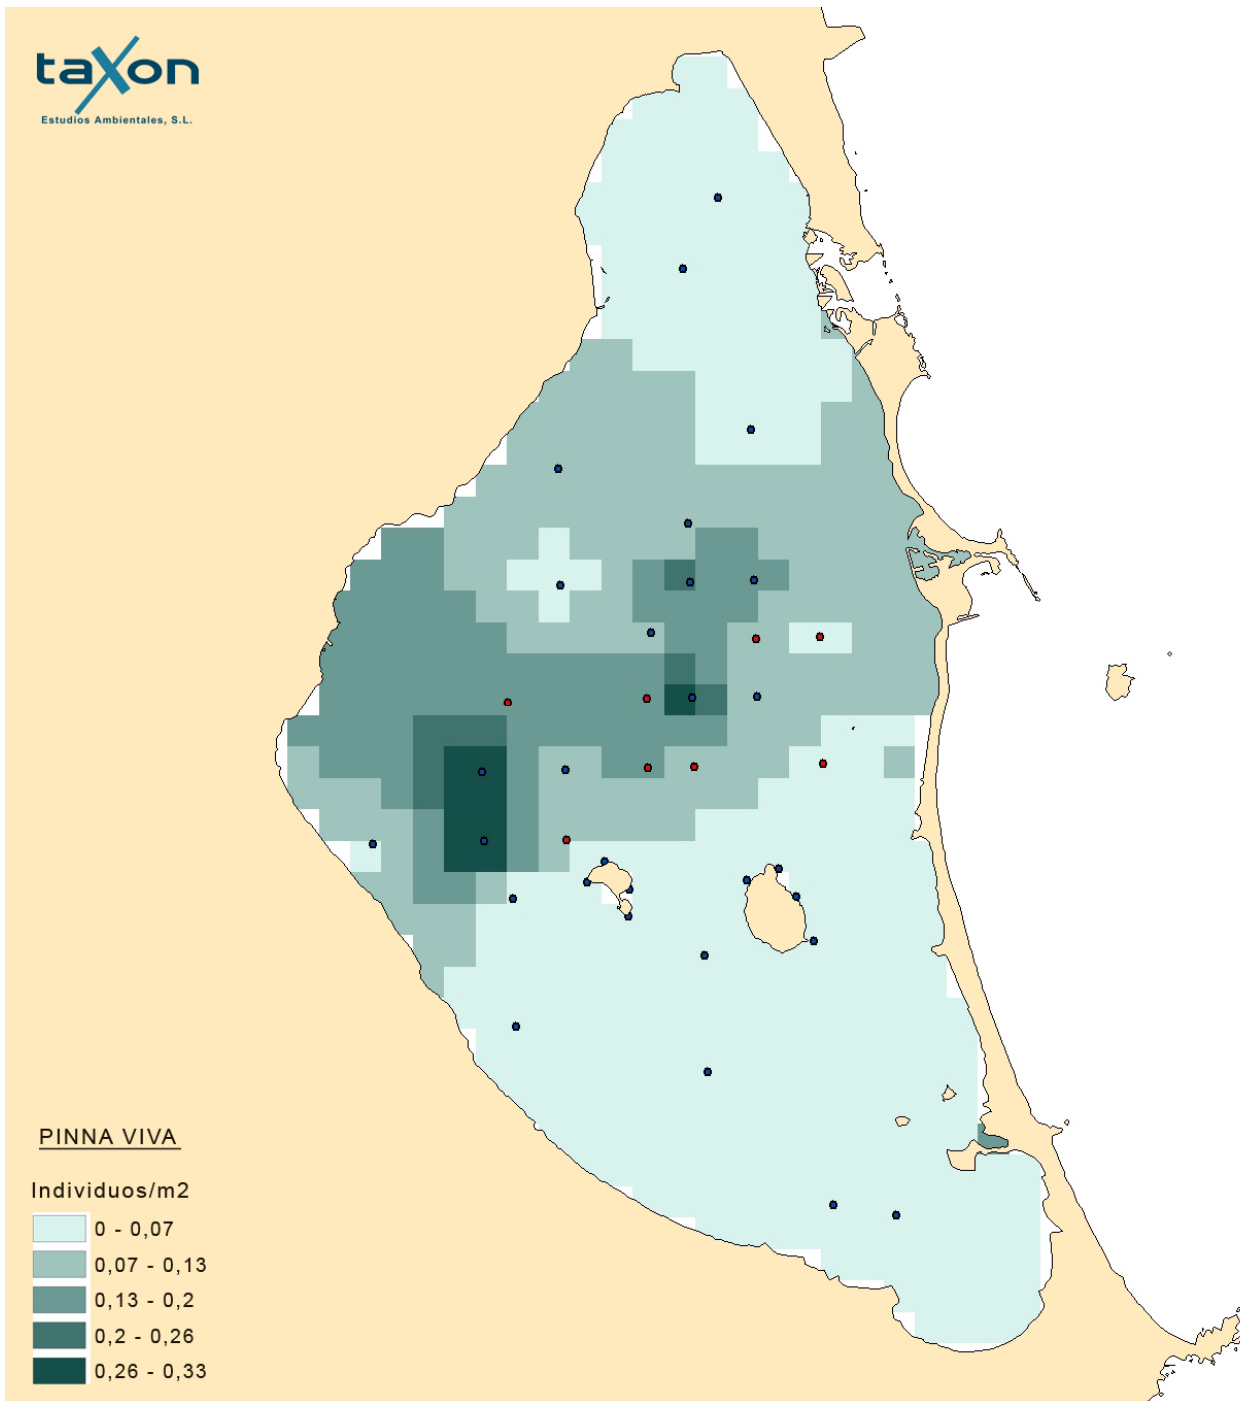 taXon
Estudios Ambientales, S.L.
PINNA VIVA
Individuos/m2
0 - 0,07
0,07 - 0,13
0,13 - 0,2
0,2 - 0,26
0,26 - 0,33